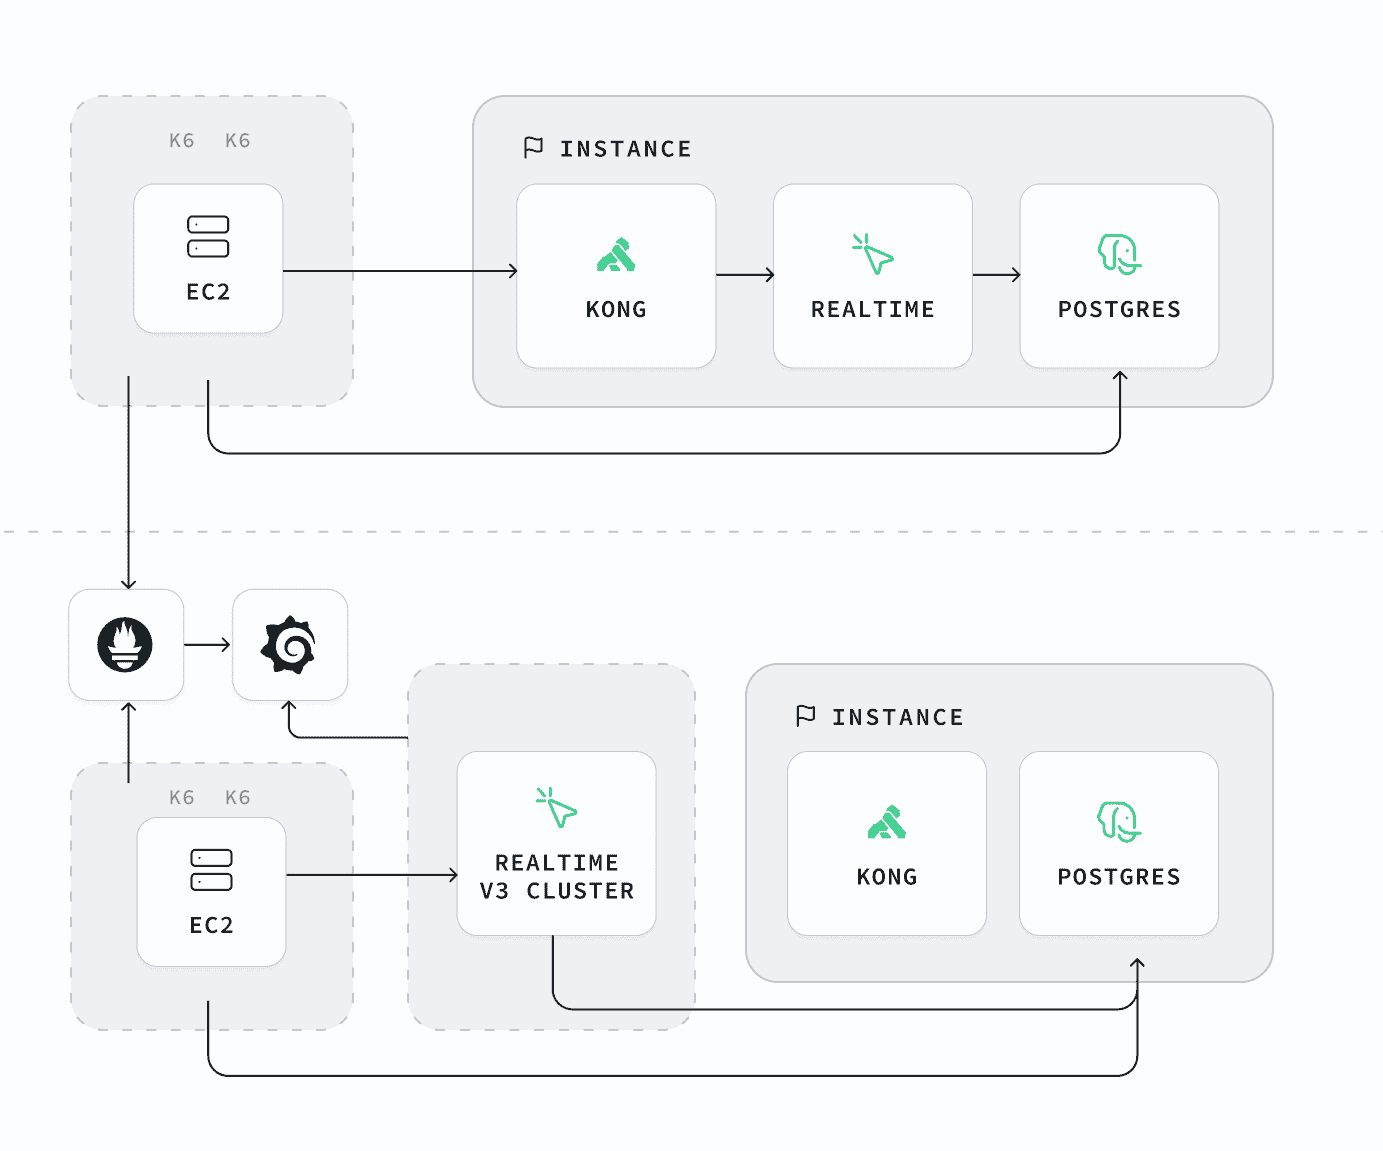 K6 K6
EC2
INSTANCE
KONG
REALTIME
POSTGRES
K6 K6
EC2
REALTIME
V3 CLUSTER
INSTANCE
KONG
POSTGRES